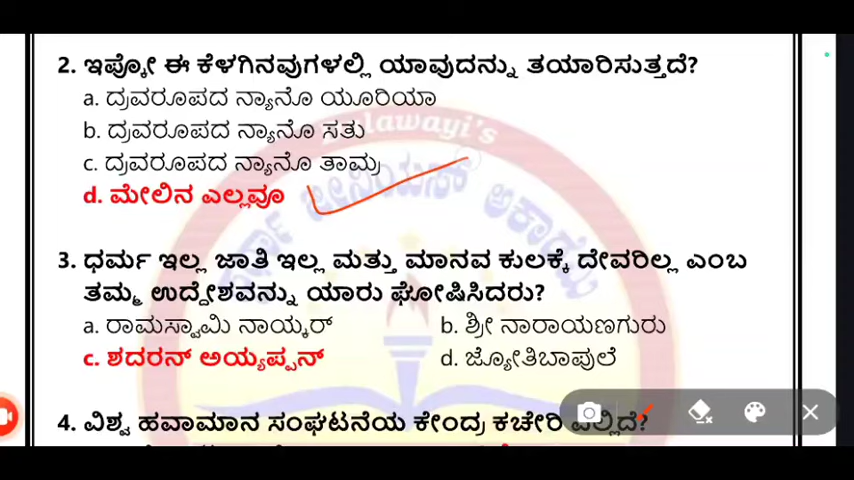 2. ಇಪ್ಕೋ ಈ ಕೆಳಗಿನವುಗಳಲ್ಲಿ ಯಾವುದನ್ನು ತಯಾರಿಸುತ್ತದೆ?
a. ದ್ರವರೂಪದ ನ್ಯಾನೊ ಯೂರಿಯಾ
b. ದ್ರವರೂಪದ ನ್ಯಾನೊ ಸತು
c. ದ್ರವರೂಪದ ನ್ಯಾನೊ ತಾಮ್ರ
d. ಮೇಲಿನ ಎಲ್ಲವೂ
3. ಧರ್ಮ ಇಲ್ಲ ಜಾತಿ ಇಲ್ಲ ಮತ್ತು ಮಾನವ ಕುಲಕ್ಕೆ ದೇವರಿಲ್ಲ ಎಂಬ
ತಮ್ಮ ಉದ್ದೇಶವನ್ನು ಯಾರು ಘೋಷಿಸಿದರು?
a. ರಾಮಸ್ವಾಮಿ ನಾಯ್ಕರ್ b. ಶ್ರೀ ನಾರಾಯಣಗುರು
c. ಶದರನ್ ಅಯ್ಯಪ್ಪನ್ d. ಜ್ಯೋತಿಬಾಪುಲೆ
4. ವಿಶ್ವ ಹವಾಮಾನ ಸಂಘಟನೆಯ ಕೇಂದ್ರ ಕಚೇರಿ ಎಲ್ಲಿದೆ?